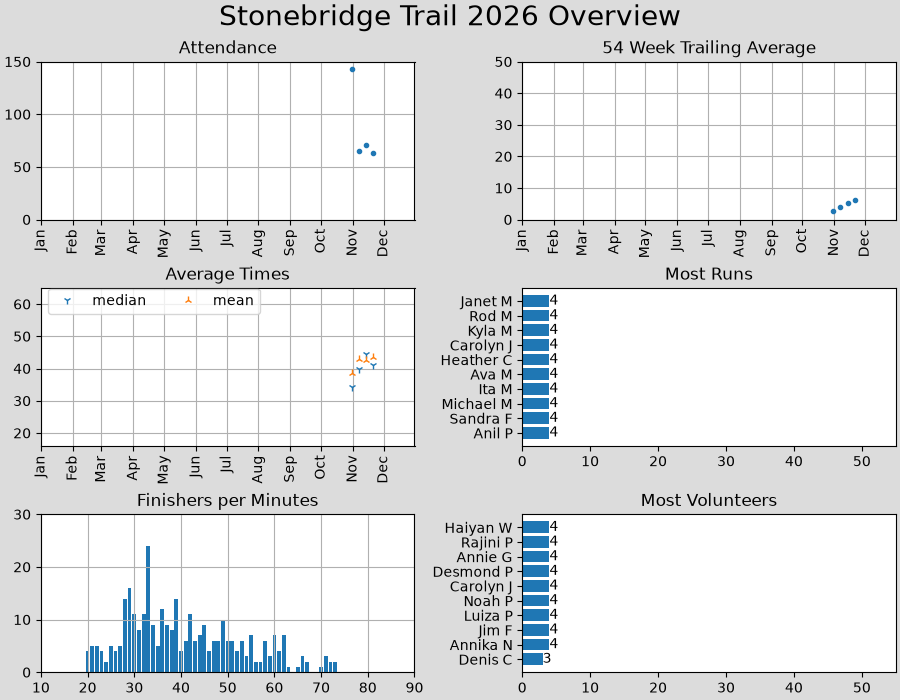 Stonebridge Trail 2026 Overview
Attendance
150
100
50
0
Jan Feb Mar Apr May Jun Jul Aug Sep Oct Nov Dec
54 Week Trailing Average
50
40
30
20
10
0
Jan Feb Mar Apr May Jun Jul Aug Sep Oct Nov Dec
Average Times
median mean
60
50
40
30
20
Jan Feb Mar Apr May Jun Jul Aug Sep Oct Nov Dec
Most Runs
Janet M 4
Rod M 4
Kyla M 4
Carolyn J 4
Heather C 4
Ava M 4
Ita M 4
Michael M 4
Sandra F 4
Anil P 4
0 10 20 30 40 50
Finishers per Minutes
30
20
10
0
10 20 30 40 50 60 70 80 90
Most Volunteers
Haiyan W 4
Rajini P 4
Annie G 4
Desmond P 4
Carolyn J 4
Noah P 4
Luiza P 4
Jim F 4
Annika N 4
Denis C 3
0 10 20 30 40 50